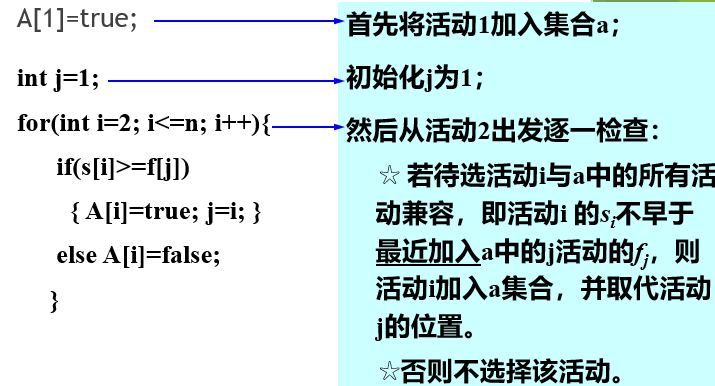 A[1]=true;
首先将活动1加入集合a；
int j=1;
初始化j为1；
for(int i=2; i<=n; i++){
然后从活动2出发逐一检查：
if(s[i]>=f[j])
{ A[i]=true; j=i; }
else A[i]=false;
}
☆ 若待选活动i与a中的所有活
动兼容，即活动i 的si不早于
最近加入a中的j活动的fj，则
活动i加入a集合，并取代活动
j的位置。
☆否则不选择该活动。